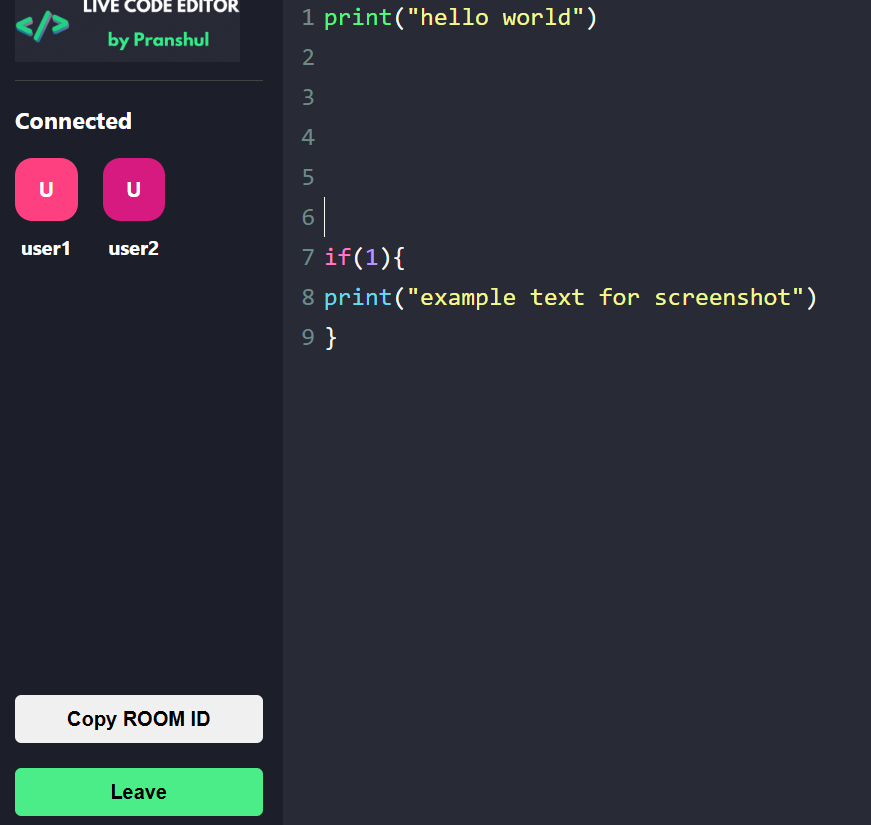 LIVE CODE EDITOR
by Pranshul
Connected
U
U
user1
user2
Copy ROOM ID
Leave
1 print("hello world")
2
3
4
5
6
7 if(1){
8 print("example text for screenshot")
9 }